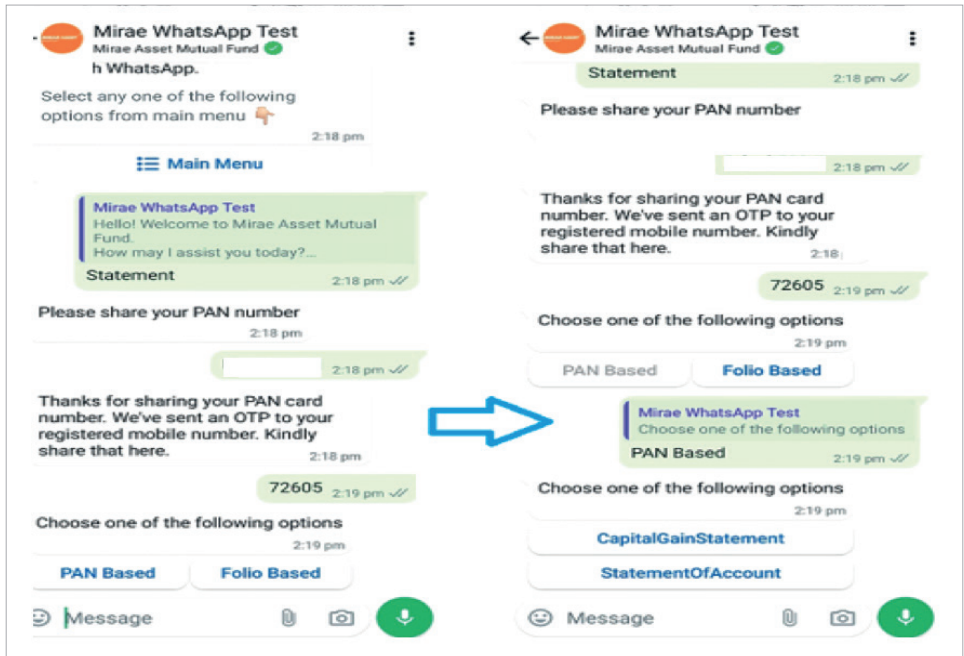 Mirae WhatsApp Test
Mirae Asset Mutual Fund
h WhatsApp.
Select any one of the following
options from main menu 👇🏼
2:18 pm
Main Menu
Mirae WhatsApp Test
Hello! Welcome to Mirae Asset Mutual
Fund.
How may I assist you today?...
Statement
2:18 pm
Please share your PAN number
2:18 pm
2:18 pm
Thanks for sharing your PAN card
number. We've sent an OTP to your
registered mobile number. Kindly
share that here.
2:18 pm
72605 2:19 pm
Choose one of the following options
2:19 pm
PAN Based Folio Based
Message
Mirae WhatsApp Test
Mirae Asset Mutual Fund
Statement
2:18 pm
Please share your PAN number
2:18 pm
Thanks for sharing your PAN card
number. We've sent an OTP to your
registered mobile number. Kindly
share that here.
2:18
72605 2:19 pm
Choose one of the following options
2:19 pm
PAN Based Folio Based
Mirae WhatsApp Test
Choose one of the following options
PAN Based
2:19 pm
Choose one of the following options
2:19 pm
CapitalGainStatement
StatementOfAccount
Message